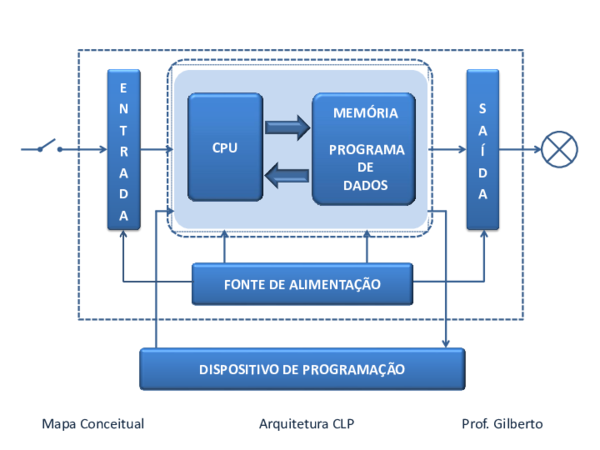 ENTRADA
CPU
MEMÓRIA
PROGRAMA
DE
DADOS
SAÍDA
FONTE DE ALIMENTAÇÃO
DISPOSITIVO DE PROGRAMAÇÃO
Mapa Conceitual
Arquitetura CLP
Prof. Gilberto